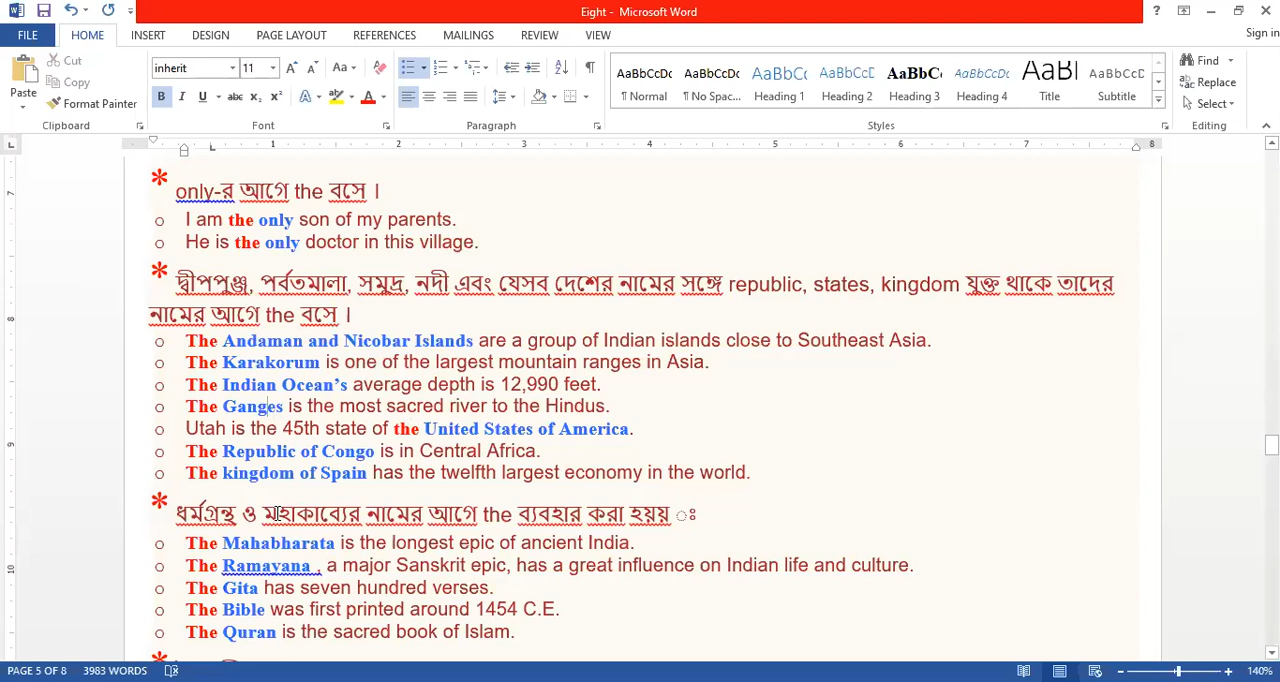 Eight - Microsoft Word
Sign in
FILE HOME INSERT DESIGN PAGE LAYOUT REFERENCES MAILINGS REVIEW VIEW
Paste
Cut
Copy
Format Painter
inherit 11
AaBbCcDc AaBbCcDc AaBbCc AaBbCcD AaBbC AaBbCcD AaBl AaBbCcD
¶ Normal ¶ No Spac... Heading 1 Heading 2 Heading 3 Heading 4 Title Subtitle
Find
Replace
Select
Clipboard Font Paragraph Styles Editing
1 2 3 4 5 6 7 8
* only-র আগে the বসে ।
o I am the only son of my parents.
o He is the only doctor in this village.
* দ্বীপপুঞ্জ, পর্বতমালা, সমুদ্র, নদী এবং যেসব দেশের নামের সঙ্গে republic, states, kingdom যুক্ত থাকে তাদের
নামের আগে the বসে ।
o The Andaman and Nicobar Islands are a group of Indian islands close to Southeast Asia.
o The Karakorum is one of the largest mountain ranges in Asia.
o The Indian Ocean’s average depth is 12,990 feet.
o The Ganges is the most sacred river to the Hindus.
o Utah is the 45th state of the United States of America.
o The Republic of Congo is in Central Africa.
o The kingdom of Spain has the twelfth largest economy in the world.
* ধর্মগ্রন্থ ও মহাকাব্যের নামের আগে the ব্যবহার করা হয়য় ঃ
o The Mahabharata is the longest epic of ancient India.
o The Ramayana , a major Sanskrit epic, has a great influence on Indian life and culture.
o The Gita has seven hundred verses.
o The Bible was first printed around 1454 C.E.
o The Quran is the sacred book of Islam.
PAGE 5 OF 8 3983 WORDS 140%